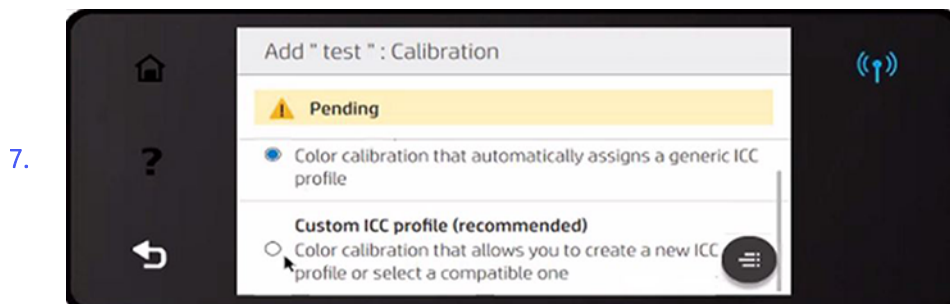 7.
Add " test " : Calibration
Pending
Color calibration that automatically assigns a generic ICC
profile
Custom ICC profile (recommended)
Color calibration that allows you to create a new ICC
profile or select a compatible one